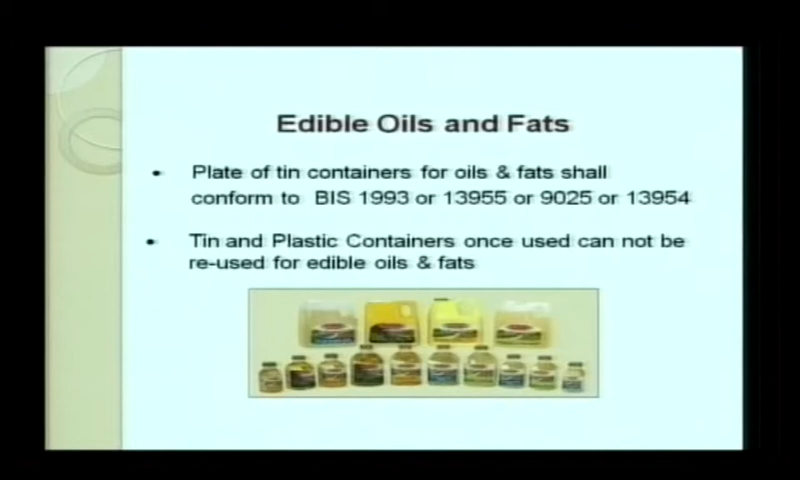 Edible Oils and Fats
• Plate of tin containers for oils & fats shall
conform to BIS 1993 or 13955 or 9025 or 13954
• Tin and Plastic Containers once used can not be
re-used for edible oils & fats